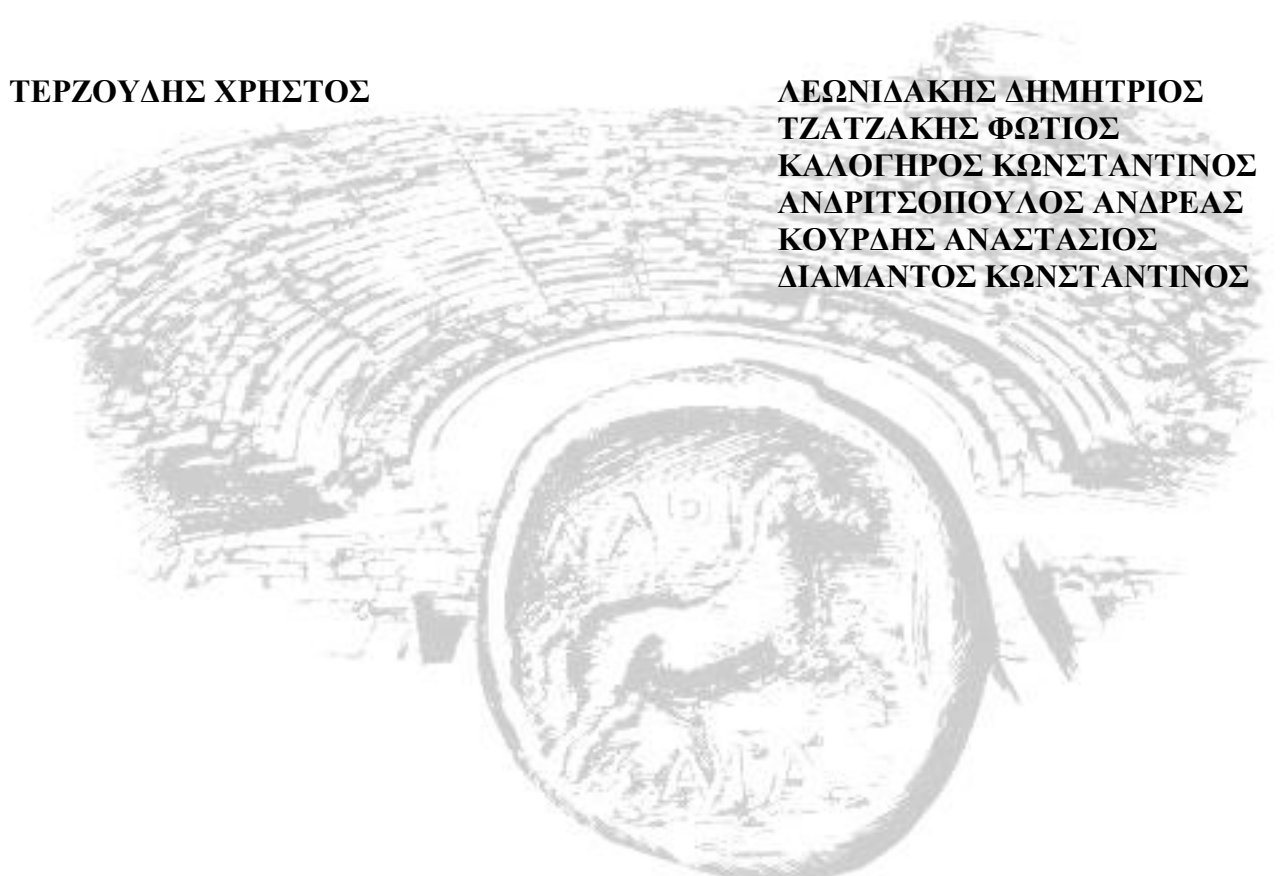 ΤΕΡΖΟΥΔΗΣ ΧΡΗΣΤΟΣ
ΛΕΩΝΙΔΑΚΗΣ ΔΗΜΗΤΡΙΟΣ
ΤΖΑΤΖΑΚΗΣ ΦΩΤΙΟΣ
ΚΑΛΟΓΗΡΟΣ ΚΩΝΣΤΑΝΤΙΝΟΣ
ΑΝΔΡΙΤΣΟΠΟΥΛΟΣ ΑΝΔΡΕΑΣ
ΚΟΥΡΔΗΣ ΑΝΑΣΤΑΣΙΟΣ
ΔΙΑΜΑΝΤΟΣ ΚΩΝΣΤΑΝΤΙΝΟΣ